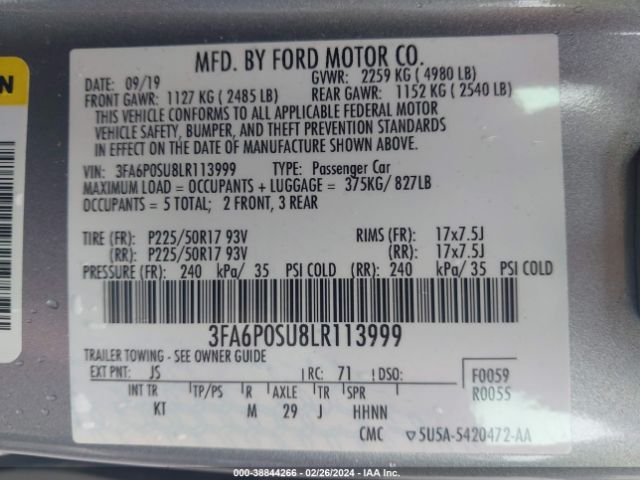 MFD. BY FORD MOTOR CO.
DATE: 09/19 GVWR: 2259 KG ( 4980 LB)
FRONT GAWR: 1127 KG ( 2485 LB) REAR GAWR: 1152 KG ( 2540 LB)
THIS VEHICLE CONFORMS TO ALL APPLICABLE FEDERAL MOTOR
VEHICLE SAFETY, BUMPER, AND THEFT PREVENTION STANDARDS
IN EFFECT ON THE DATE OF MANUFACTURE SHOWN ABOVE.
VIN: 3FA6P0SU8LR113999 TYPE: Passenger Car
MAXIMUM LOAD = OCCUPANTS + LUGGAGE = 375KG/ 827LB
OCCUPANTS = 5 TOTAL; 2 FRONT, 3 REAR
TIRE (FR): P225/50R17 93V RIMS (FR): 17x7.5J
(RR): P225/50R17 93V (RR): 17x7.5J
PRESSURE (FR): 240 kPa/ 35 PSI COLD (RR): 240 kPa/ 35 PSI COLD
3FA6P0SU8LR113999
TRAILER TOWING - SEE OWNER GUIDE
EXT PNT: JS RC: 71 DSO: F0059
R0055
INT TR TP/PS R AXLE TR SPR
KT M 29 J HHNN
CMC 5U5A-5420472-AA
000-38844266 - 02/26/2024 - IAA Inc.